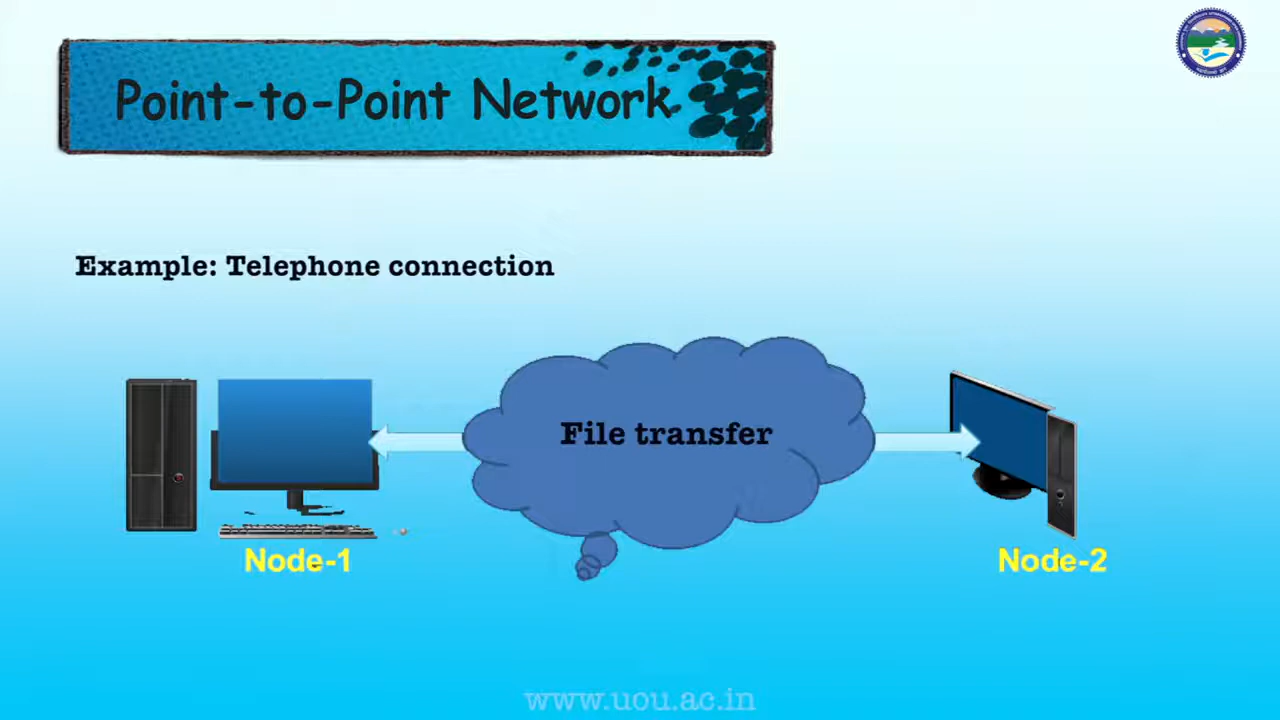 Point-to-Point Network
Example: Telephone connection
File transfer
Node-1
Node-2
www.uou.ac.in